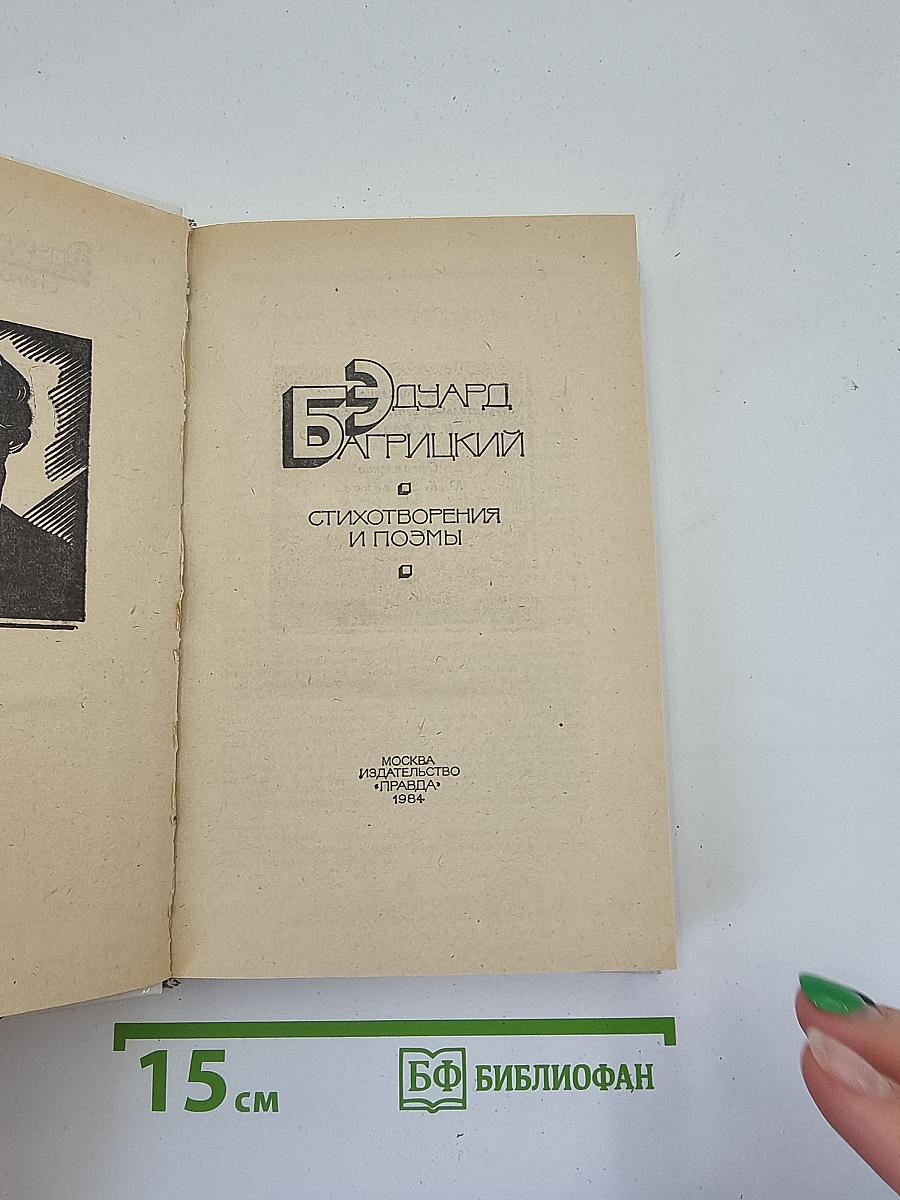 ЭДУАРД
БАГРИЦКИЙ
СТИХОТВОРЕНИЯ
И ПОЭМЫ
МОСКВА
ИЗДАТЕЛЬСТВО
«ПРАВДА»
1984
15 см
БФ БИБЛИОФАН